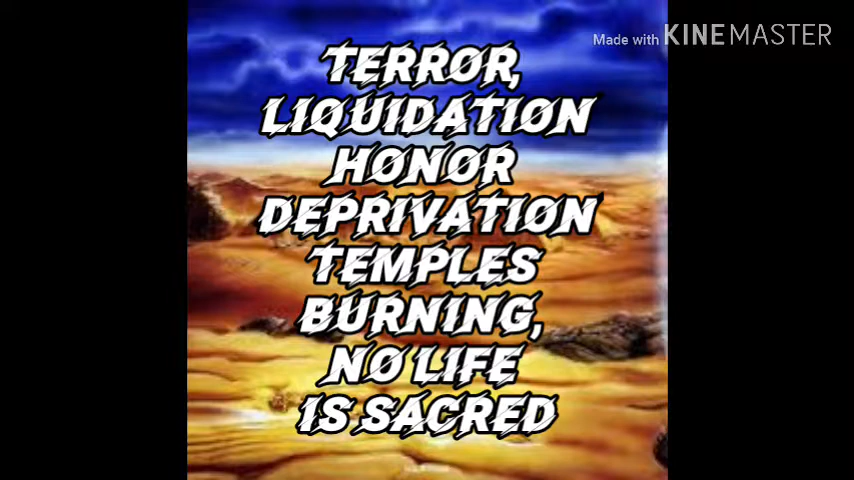 Made with KINEMASTER
TERROR,
LIQUIDATION
HONOR
DEPRIVATION
TEMPLES
BURNING,
NO LIFE
IS SACRED